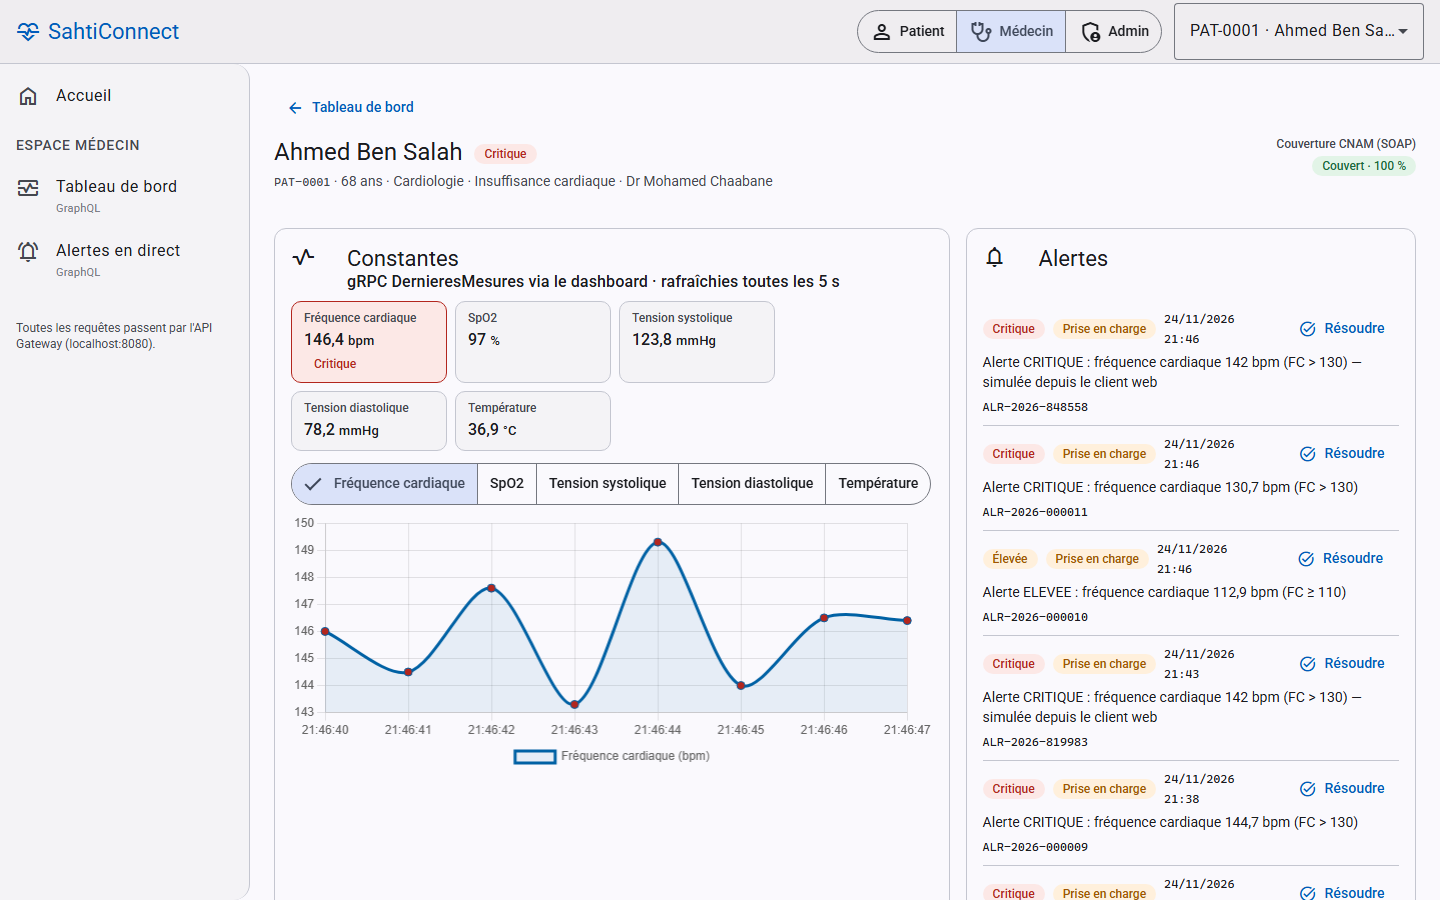 SahtiConnect
Patient
Médecin
Admin
PAT-0001 · Ahmed Ben Sa...
Accueil
ESPACE MÉDECIN
Tableau de bord
GraphQL
Alertes en direct
GraphQL
Toutes les requêtes passent par l'API
Gateway (localhost:8080).
Tableau de bord
Ahmed Ben Salah Critique
PAT-0001 · 68 ans · Cardiologie · Insuffisance cardiaque · Dr Mohamed Chaabane
Couverture CNAM (SOAP)
Couvert · 100 %
Constantes
gRPC DernieresMesures via le dashboard · rafraîchies toutes les 5 s
Fréquence cardiaque
146,4 bpm
Critique
SpO2
97 %
Tension systolique
123,8 mmHg
Tension diastolique
78,2 mmHg
Température
36,9 °C
Fréquence cardiaque
SpO2
Tension systolique
Tension diastolique
Température
150
149
148
147
146
145
144
143
21:46:40
21:46:41
21:46:42
21:46:43
21:46:44
21:46:45
21:46:46
21:46:47
Fréquence cardiaque (bpm)
Alertes
Critique Prise en charge 24/11/2026
21:46
Résoudre
Alerte CRITIQUE : fréquence cardiaque 142 bpm (FC > 130) —
simulée depuis le client web
ALR-2026-848558
Critique Prise en charge 24/11/2026
21:46
Résoudre
Alerte CRITIQUE : fréquence cardiaque 130,7 bpm (FC > 130)
ALR-2026-000011
Élevée Prise en charge 24/11/2026
21:46
Résoudre
Alerte ELEVEE : fréquence cardiaque 112,9 bpm (FC ≥ 110)
ALR-2026-000010
Critique Prise en charge 24/11/2026
21:43
Résoudre
Alerte CRITIQUE : fréquence cardiaque 142 bpm (FC > 130) —
simulée depuis le client web
ALR-2026-819983
Critique Prise en charge 24/11/2026
21:38
Résoudre
Alerte CRITIQUE : fréquence cardiaque 144,7 bpm (FC > 130)
ALR-2026-000009
Critique Prise en charge 24/11/2026
Résoudre